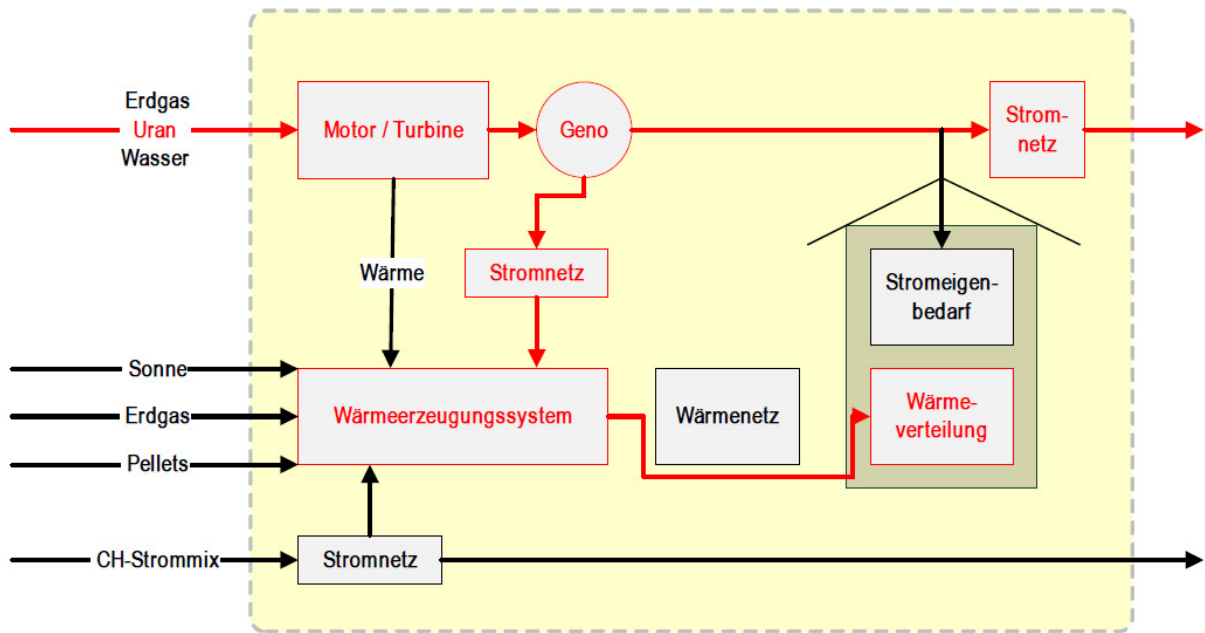 Erdgas
Uran
Wasser
Motor / Turbine
Geno
Strom-
netz
Wärme
Stromnetz
Stromeigen-
bedarf
Sonne
Erdgas
Pellets
Wärmeerzeugungssystem
Wärmenetz
Wärme-
verteilung
CH-Strommix
Stromnetz